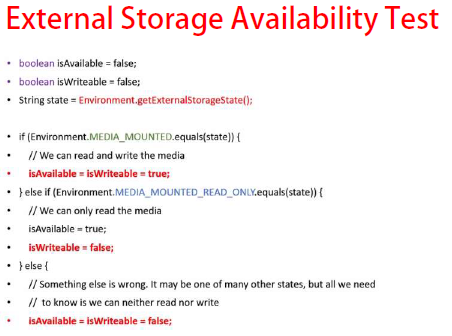 External Storage Availability Test
• boolean isAvailable = false;
• boolean isWriteable = false;
• String state = Environment.getExternalStorageState();
• if (Environment.MEDIA_MOUNTED.equals(state)) {
• // We can read and write the media
• isAvailable = isWriteable = true;
• } else if (Environment.MEDIA_MOUNTED_READ_ONLY.equals(state)) {
• // We can only read the media
• isAvailable = true;
• isWriteable = false;
• } else {
• // Something else is wrong. It may be one of many other states, but all we need
• // to know is we can neither read nor write
• isAvailable = isWriteable = false;